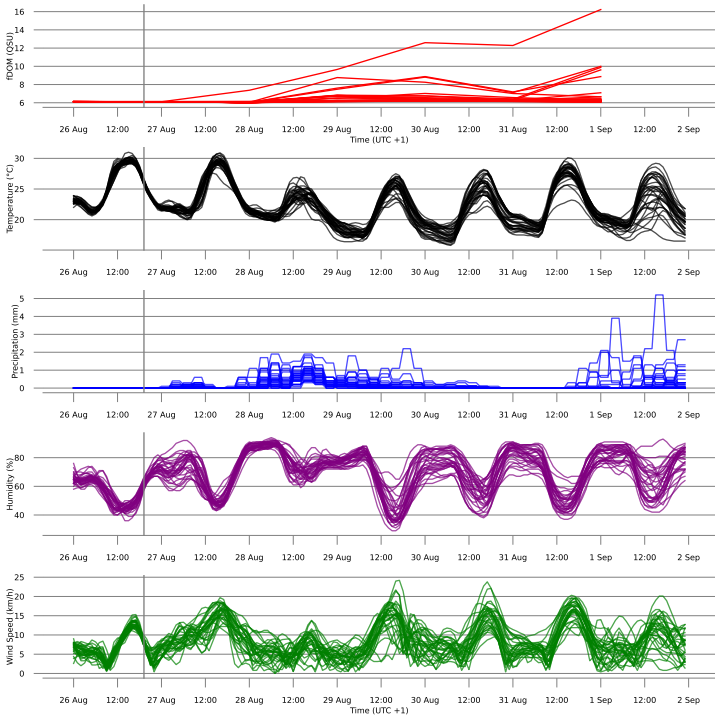 16
14
12
10
8
6
fDOM (QSU)
26 Aug 12:00 27 Aug 12:00 28 Aug 12:00 29 Aug 12:00 30 Aug 12:00 31 Aug 12:00 1 Sep 12:00 2 Sep
Time (UTC +1)
30
25
20
Temperature (°C)
26 Aug 12:00 27 Aug 12:00 28 Aug 12:00 29 Aug 12:00 30 Aug 12:00 31 Aug 12:00 1 Sep 12:00 2 Sep
5
4
3
2
1
0
Precipitation (mm)
26 Aug 12:00 27 Aug 12:00 28 Aug 12:00 29 Aug 12:00 30 Aug 12:00 31 Aug 12:00 1 Sep 12:00 2 Sep
80
60
40
Humidity (%)
26 Aug 12:00 27 Aug 12:00 28 Aug 12:00 29 Aug 12:00 30 Aug 12:00 31 Aug 12:00 1 Sep 12:00 2 Sep
25
20
15
10
5
0
Wind Speed (km/h)
26 Aug 12:00 27 Aug 12:00 28 Aug 12:00 29 Aug 12:00 30 Aug 12:00 31 Aug 12:00 1 Sep 12:00 2 Sep
Time (UTC +1)